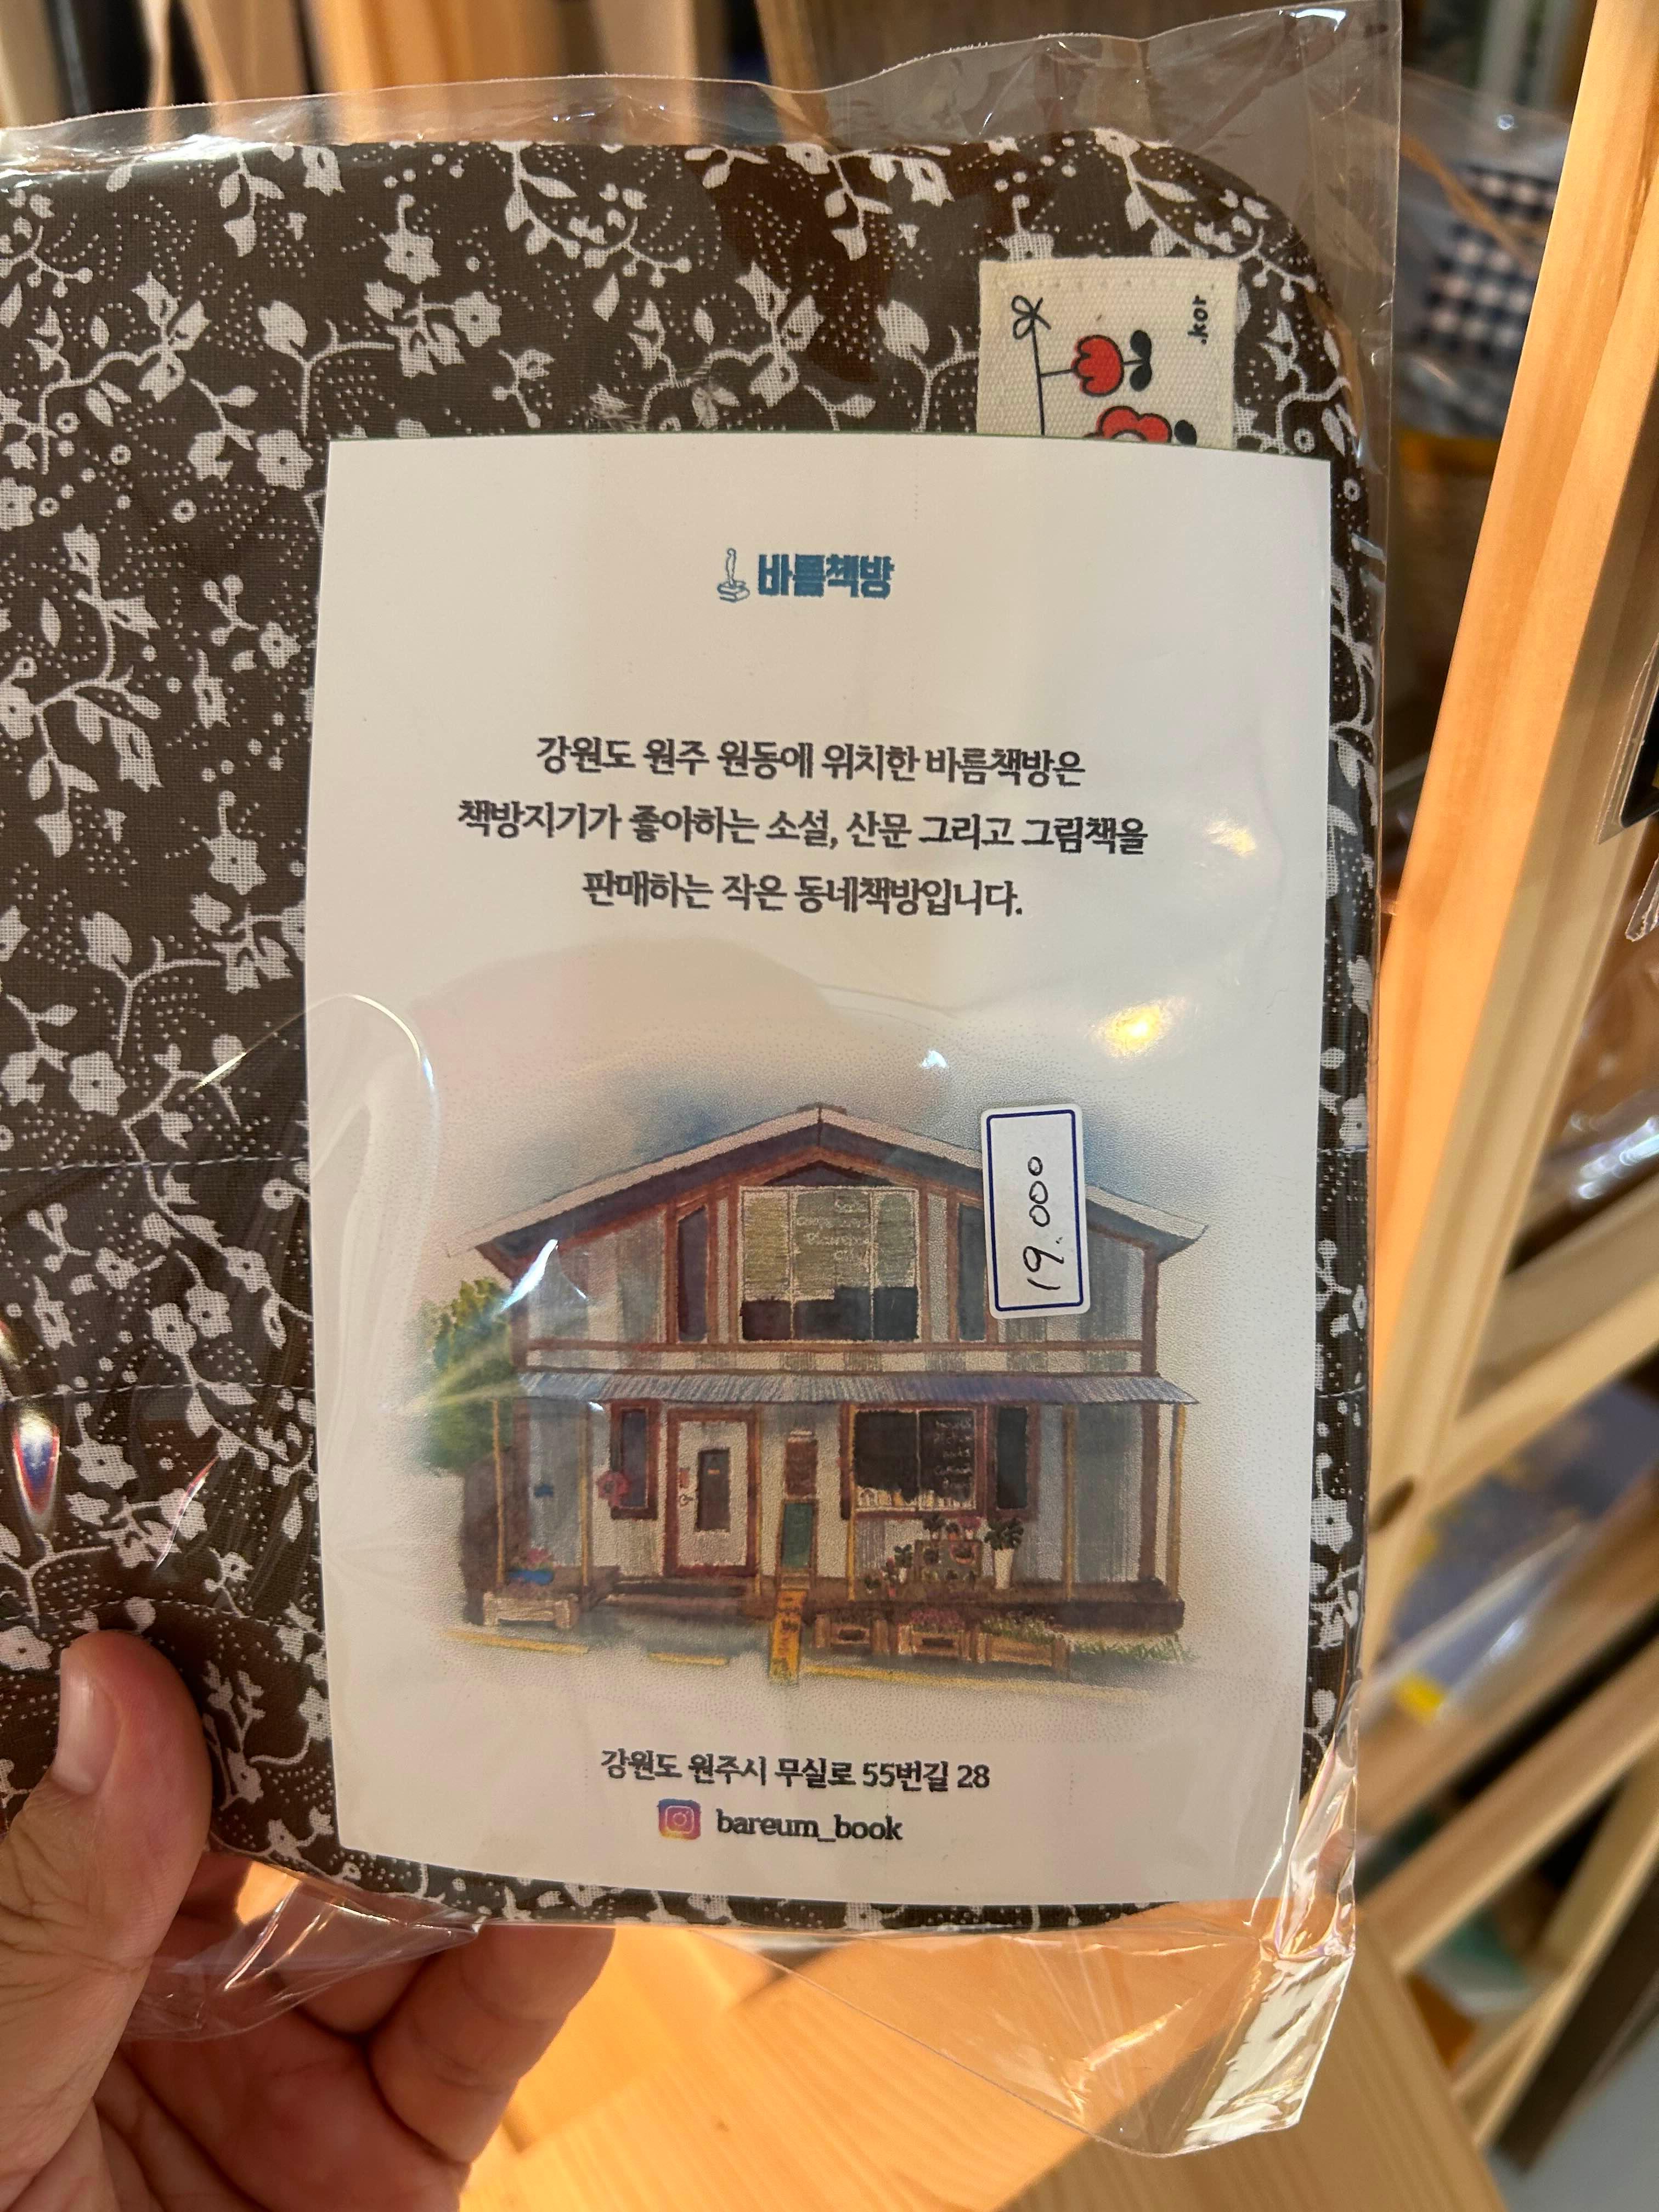 .kor
바름책방
강원도 원주 원동에 위치한 바름책방은
책방지기가 좋아하는 소설, 산문 그리고 그림책을
판매하는 작은 동네책방입니다.
19.000
강원도 원주시 무실로 55번길 28
bareum_book